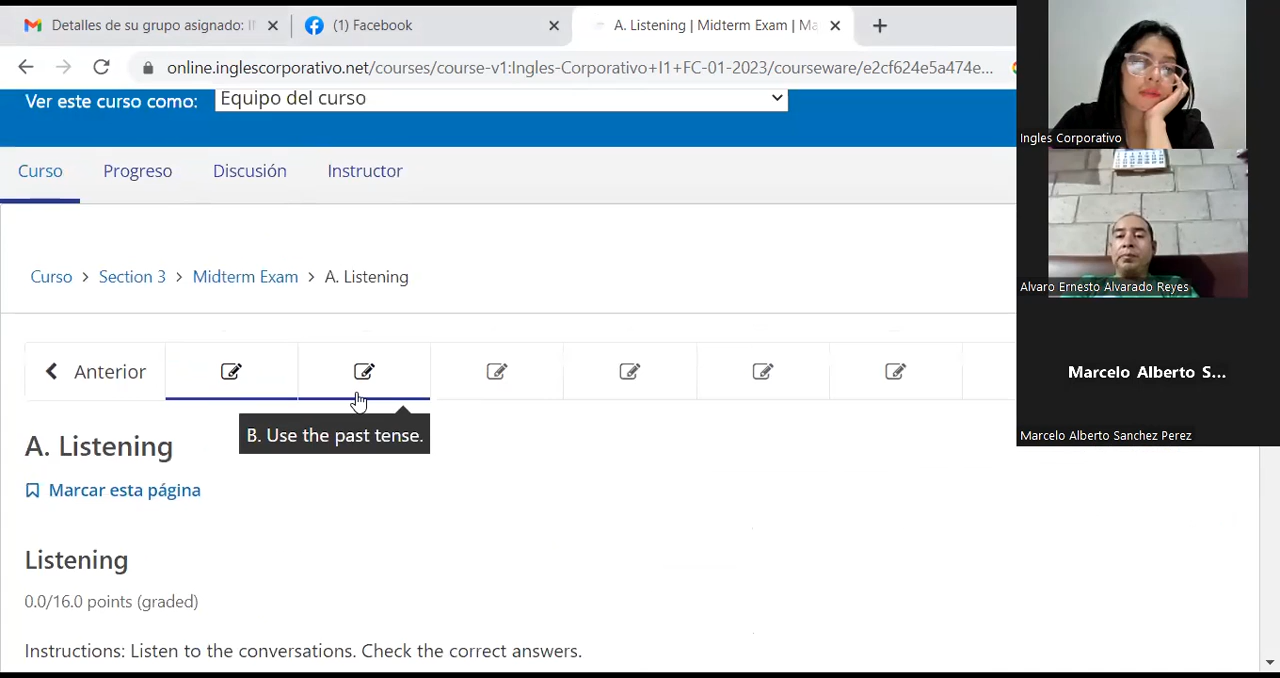 Detalles de su grupo asignado: I
(1) Facebook
A. Listening | Midterm Exam | Ma
online.inglescorporativo.net/courses/course-v1:Ingles-Corporativo+I1+FC-01-2023/courseware/e2cf624e5a474e...
Ver este curso como:
Equipo del curso
Curso
Progreso
Discusión
Instructor
Curso > Section 3 > Midterm Exam > A. Listening
Anterior
B. Use the past tense.
A. Listening
Marcar esta página
Listening
0.0/16.0 points (graded)
Instructions: Listen to the conversations. Check the correct answers.
Ingles Corporativo
Alvaro Ernesto Alvarado Reyes
Marcelo Alberto S...
Marcelo Alberto Sanchez Perez